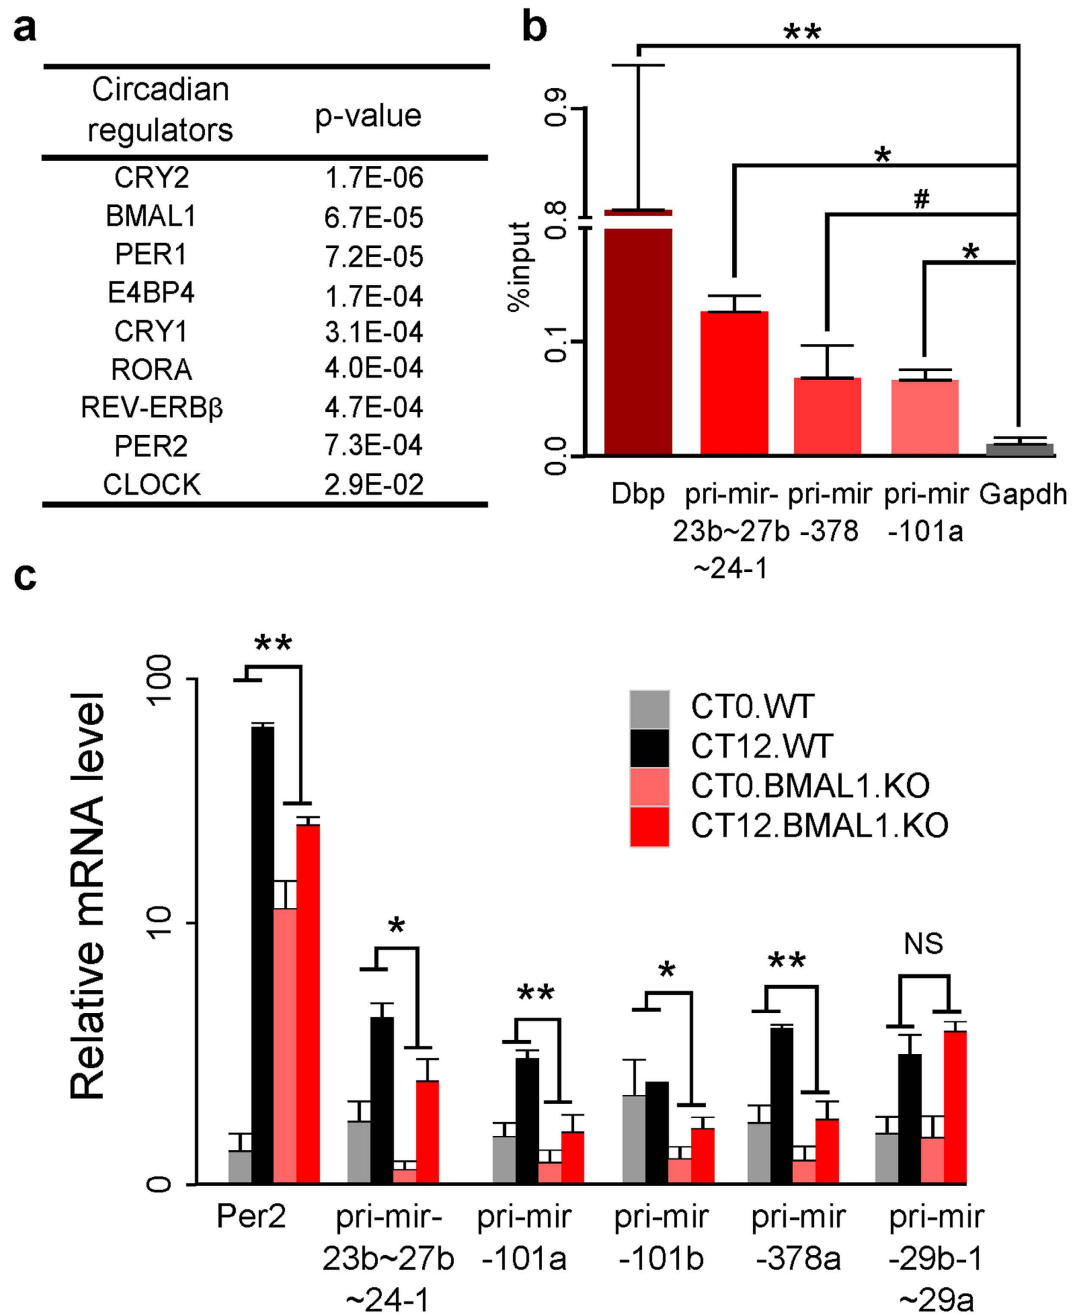 a
Circadian
regulators
p-value
CRY2 1.7E-06
BMAL1 6.7E-05
PER1 7.2E-05
E4BP4 1.7E-04
CRY1 3.1E-04
RORA 4.0E-04
REV-ERBβ 4.7E-04
PER2 7.3E-04
CLOCK 2.9E-02
b
**
*
#
*
%input
0.9
0.8
0.1
0.0
Dbp pri-mir- pri-mir pri-mir Gapdh
23b~27b -378 -101a
~24-1
c
Relative mRNA level
100
10
0
**
*
**
*
**
NS
CT0.WT
CT12.WT
CT0.BMAL1.KO
CT12.BMAL1.KO
Per2 pri-mir- pri-mir pri-mir pri-mir pri-mir
23b~27b -101a -101b -378a -29b-1
~24-1 ~29a